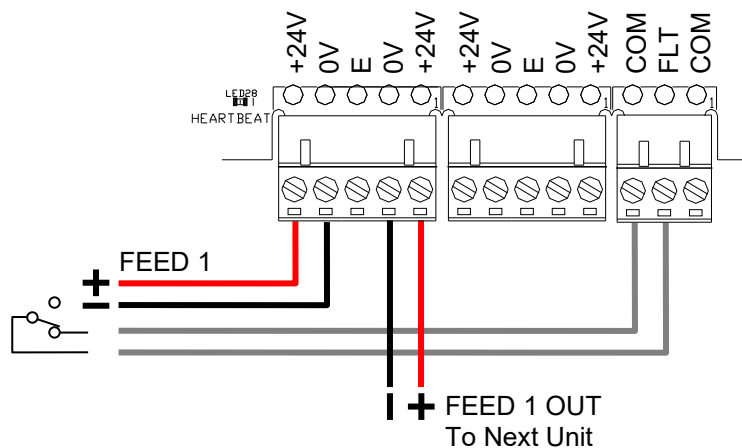 +24V 0V E 0V +24V +24V 0V E 0V +24V COM FLT COM
LED28
HEARTBEAT
1 1 1
FEED 1
+
−
− +
FEED 1 OUT
To Next Unit